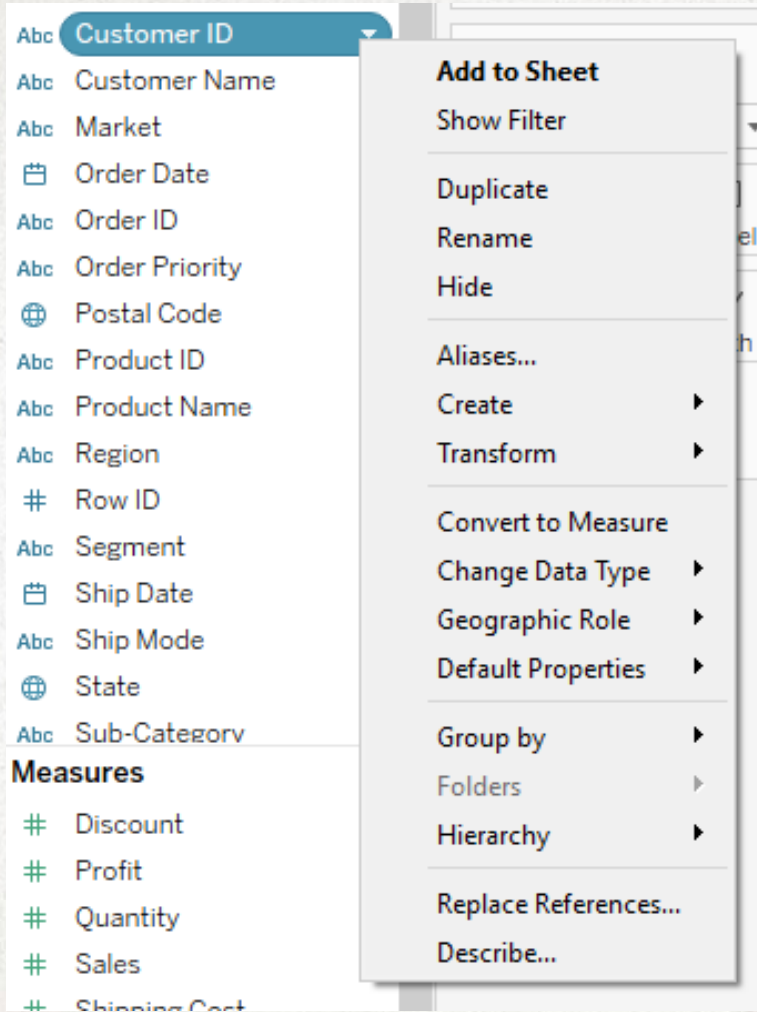 Abc Customer ID
Abc Customer Name
Abc Market
Order Date
Abc Order ID
Abc Order Priority
Postal Code
Abc Product ID
Abc Product Name
Abc Region
# Row ID
Abc Segment
Ship Date
Abc Ship Mode
State
Abc Sub-Category
Measures
# Discount
# Profit
# Quantity
# Sales
# Shipping Cost
Add to Sheet
Show Filter
Duplicate
Rename
Hide
Aliases...
Create
Transform
Convert to Measure
Change Data Type
Geographic Role
Default Properties
Group by
Folders
Hierarchy
Replace References...
Describe...